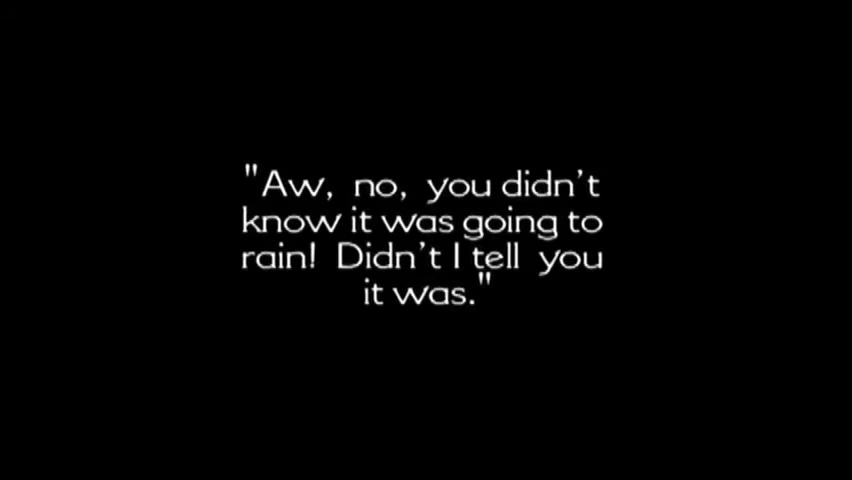 "Aw, no, you didn't
know it was going to
rain! Didn't I tell you
it was."